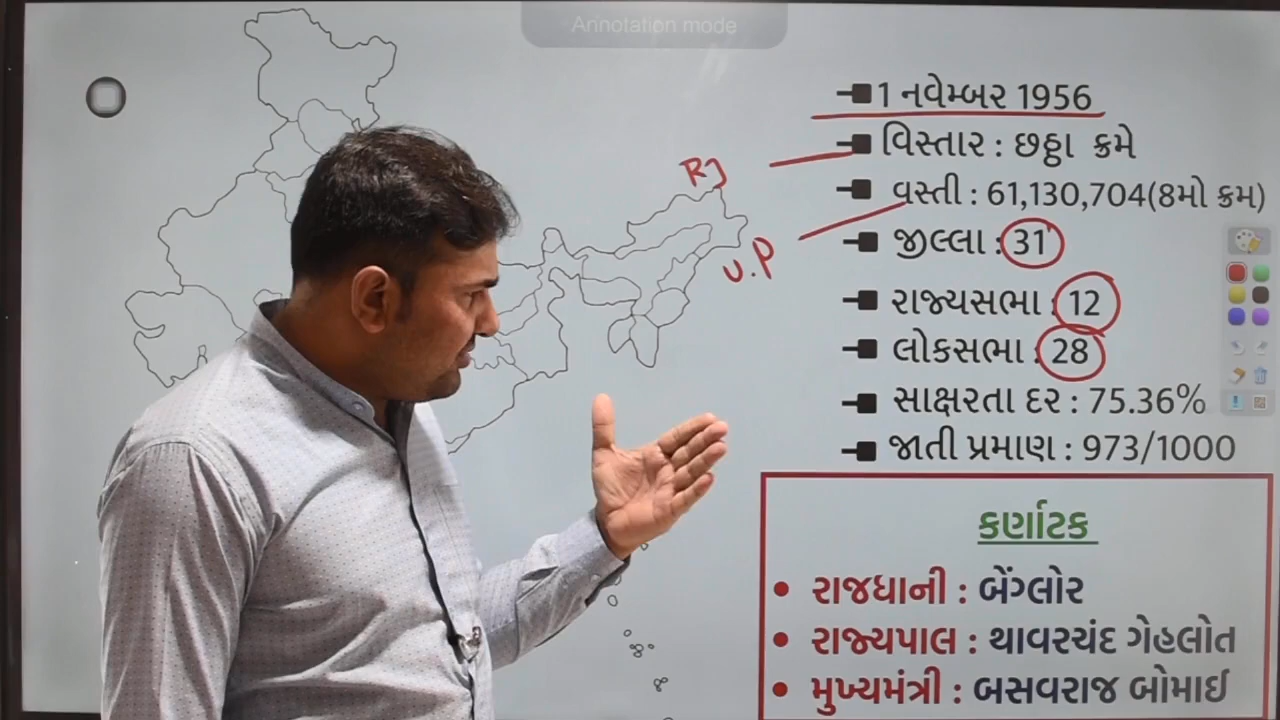 Annotation mode
1 નવેમ્બર 1956
વિસ્તાર : છઠ્ઠા ક્રમે
RJ
વસ્તી : 61,130,704(8મો ક્રમ)
U.P
જીલ્લા : 31
રાજ્યસભા : 12
લોકસભા : 28
સાક્ષરતા દર : 75.36%
જાતી પ્રમાણ : 973/1000
કર્ણાટક
• રાજધાની : બેંગ્લોર
• રાજ્યપાલ : થાવરચંદ ગેહલોત
• મુખ્યમંત્રી : બસવરાજ બોમાઈ